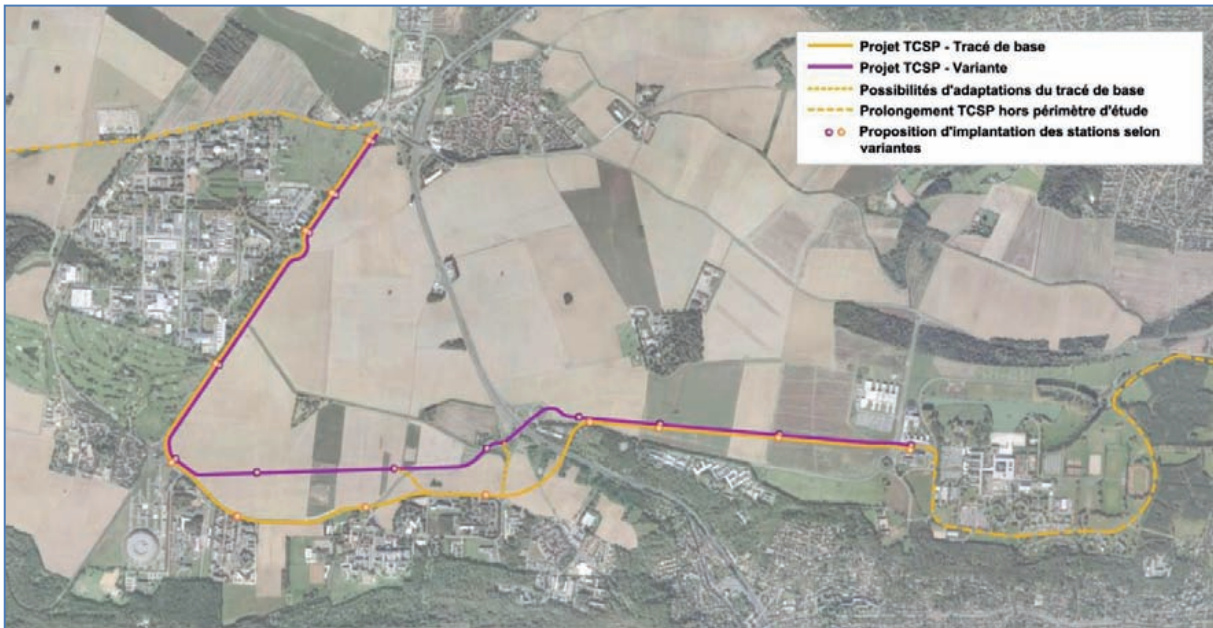 Projet TCSP - Tracé de base
Projet TCSP - Variante
Possibilités d'adaptations du tracé de base
Prolongement TCSP hors périmètre d'étude
Proposition d'implantation des stations selon
variantes